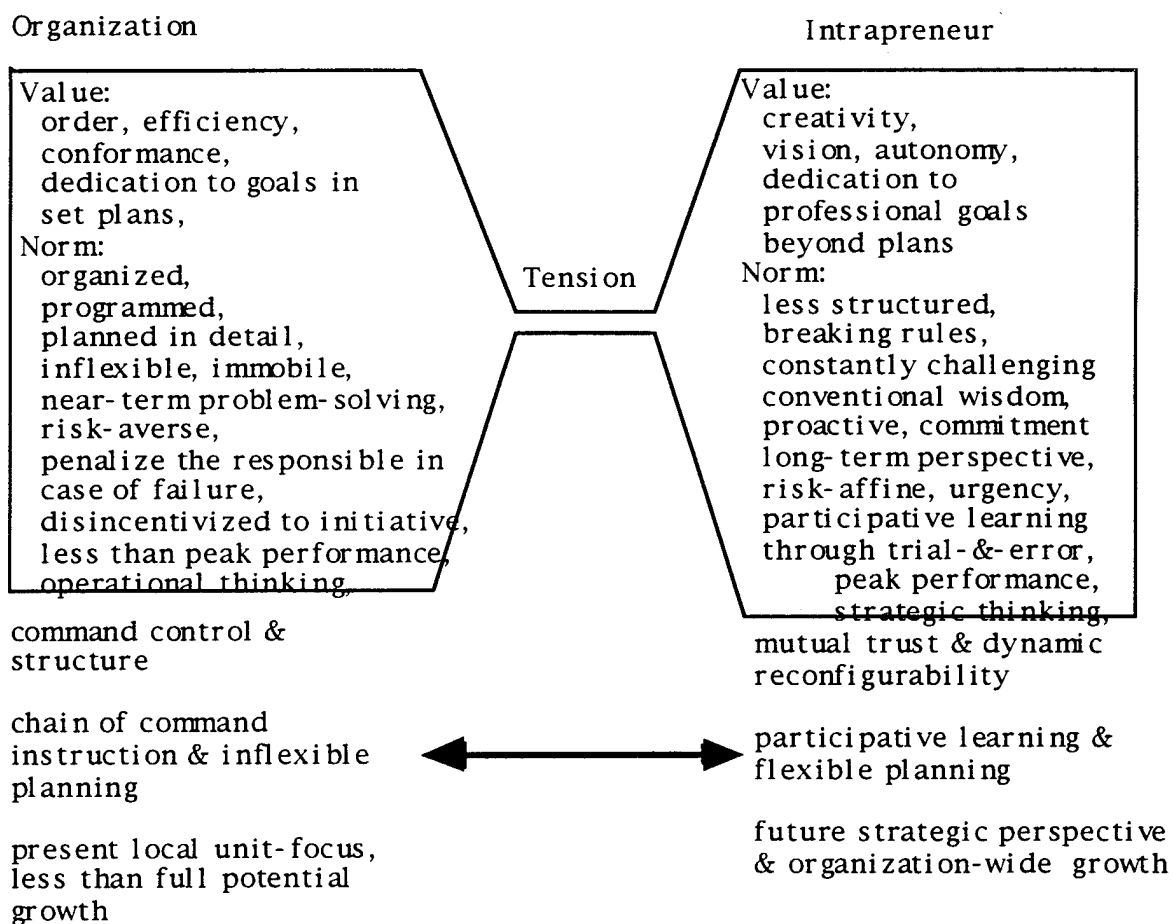 Organization
Value:
order, efficiency,
conformance,
dedication to goals in
set plans,
Norm:
organized,
programmed,
planned in detail,
inflexible, immobile,
near-term problem-solving,
risk-averse,
penalize the responsible in
case of failure,
disincentivized to initiative,
less than peak performance,
operational thinking,
command control &
structure
chain of command
instruction & inflexible
planning
present local unit-focus,
less than full potential
growth
Tension
Intrapreneur
Value:
creativity,
vision, autonomy,
dedication to
professional goals
beyond plans
Norm:
less structured,
breaking rules,
constantly challenging
conventional wisdom,
proactive, commitment
long-term perspective,
risk-affine, urgency,
participative learning
through trial-&-error,
peak performance,
strategic thinking,
mutual trust & dynamic
reconfigurability
participative learning &
flexible planning
future strategic perspective
& organization-wide growth